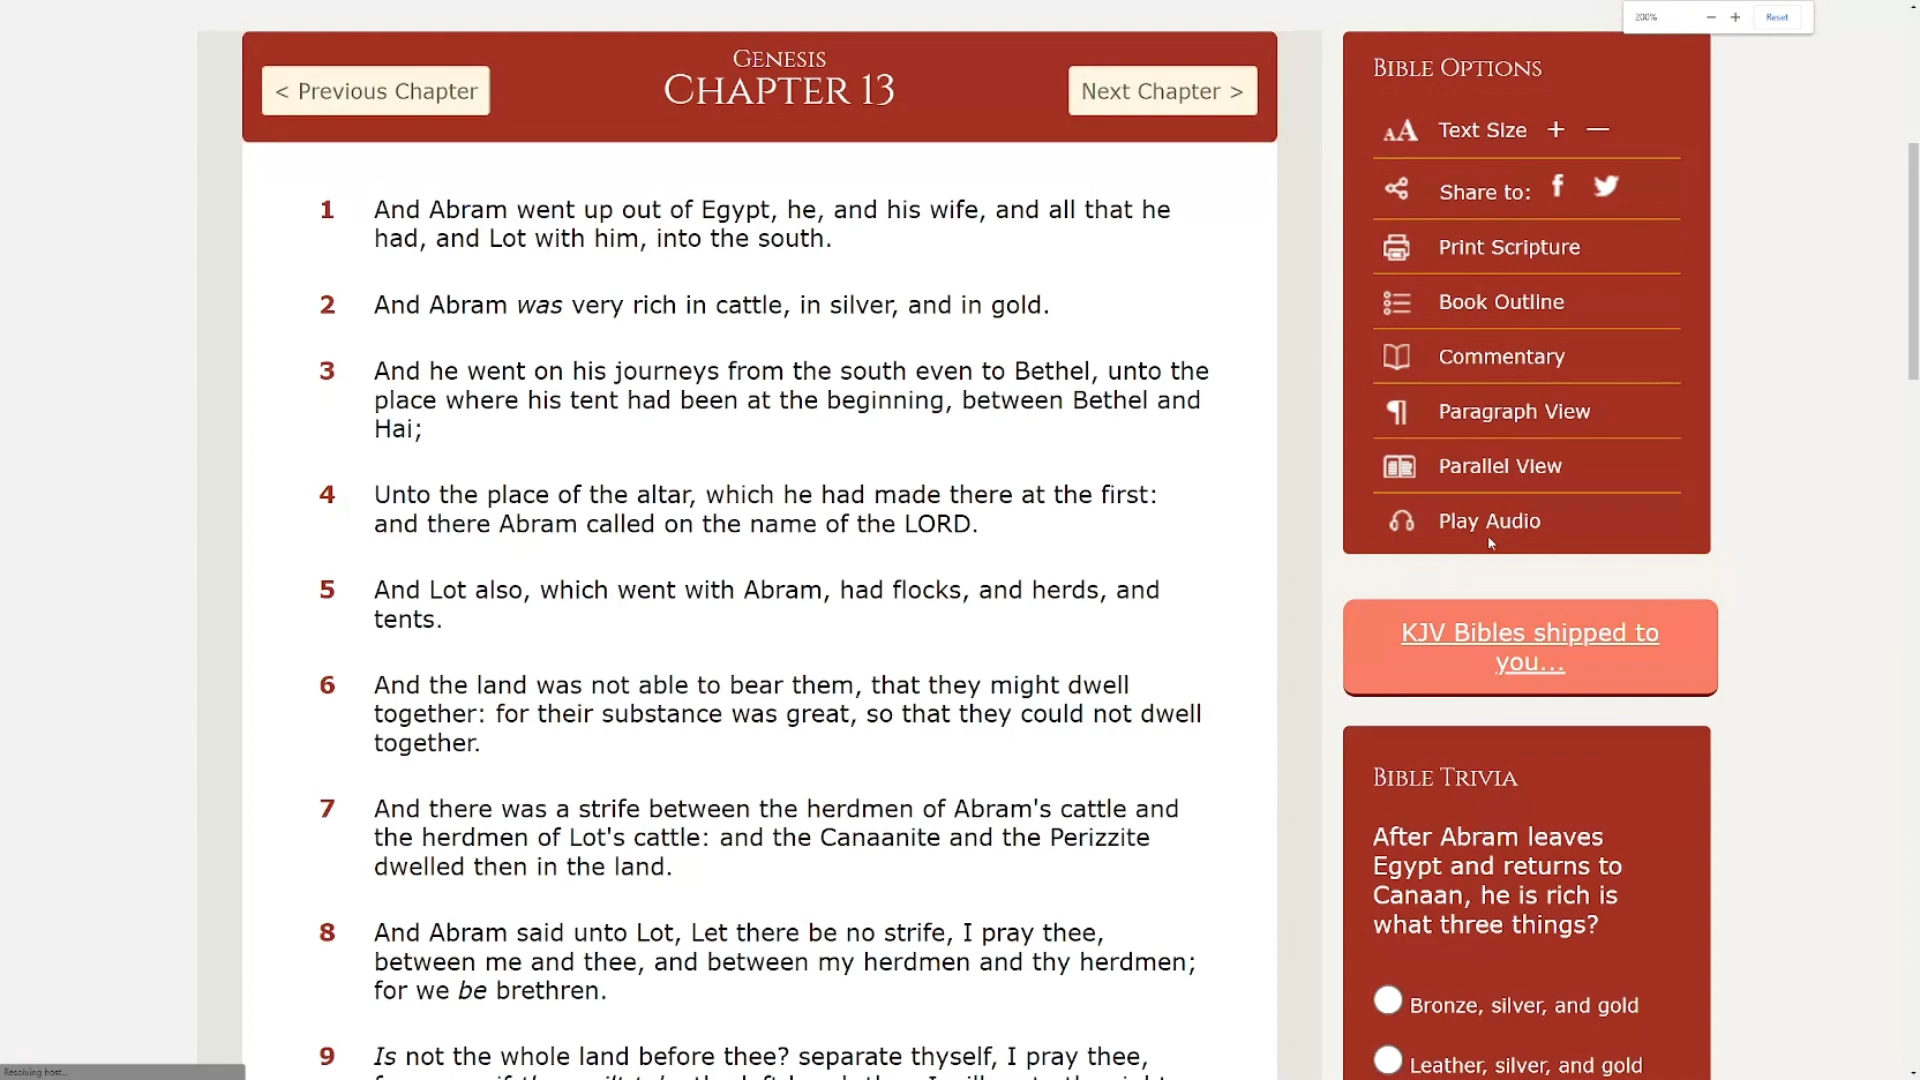 200%
−
+
Reset
GENESIS
CHAPTER 13
< Previous Chapter
Next Chapter >
1 And Abram went up out of Egypt, he, and his wife, and all that he
had, and Lot with him, into the south.
2 And Abram was very rich in cattle, in silver, and in gold.
3 And he went on his journeys from the south even to Bethel, unto the
place where his tent had been at the beginning, between Bethel and
Hai;
4 Unto the place of the altar, which he had made there at the first:
and there Abram called on the name of the LORD.
5 And Lot also, which went with Abram, had flocks, and herds, and
tents.
6 And the land was not able to bear them, that they might dwell
together: for their substance was great, so that they could not dwell
together.
7 And there was a strife between the herdmen of Abram's cattle and
the herdmen of Lot's cattle: and the Canaanite and the Perizzite
dwelled then in the land.
8 And Abram said unto Lot, Let there be no strife, I pray thee,
between me and thee, and between my herdmen and thy herdmen;
for we be brethren.
9 Is not the whole land before thee? separate thyself, I pray thee,
BIBLE OPTIONS
AA Text Size + —
Share to:
Print Scripture
Book Outline
Commentary
Paragraph View
Parallel View
Play Audio
KJV Bibles shipped to
you...
BIBLE TRIVIA
After Abram leaves
Egypt and returns to
Canaan, he is rich is
what three things?
Bronze, silver, and gold
Leather, silver, and gold
Resolving host...